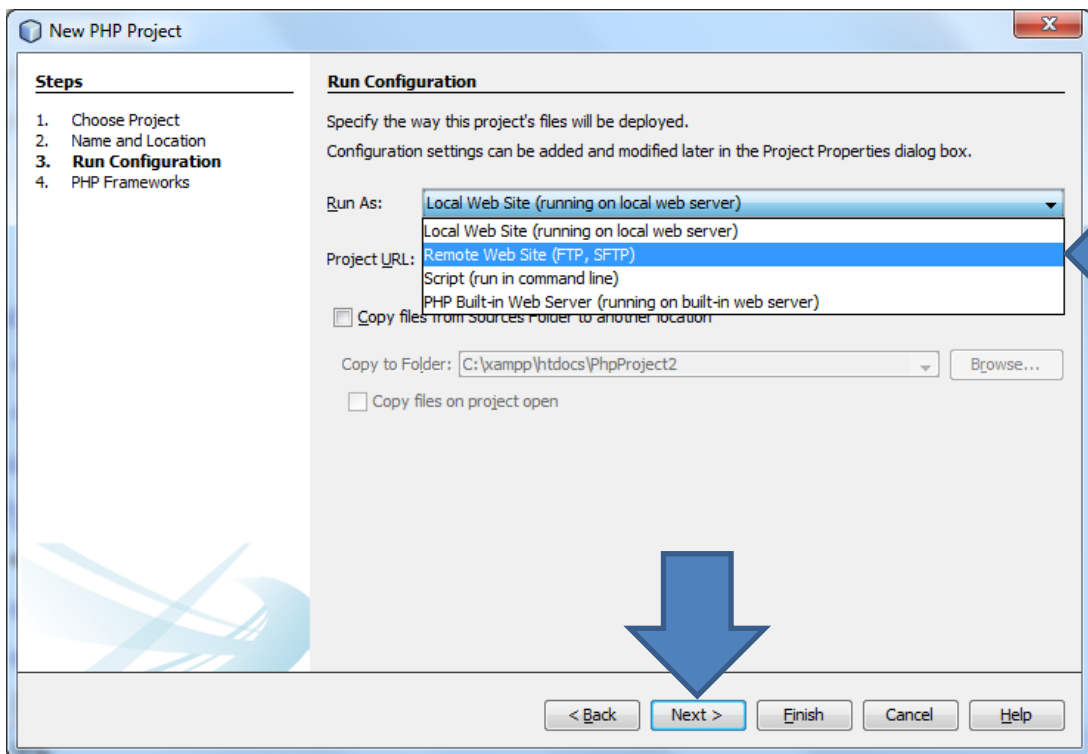 New PHP Project
Steps
1. Choose Project
2. Name and Location
3. Run Configuration
4. PHP Frameworks
Run Configuration
Specify the way this project's files will be deployed.
Configuration settings can be added and modified later in the Project Properties dialog box.
Run As: Local Web Site (running on local web server)
Local Web Site (running on local web server)
Project URL: Remote Web Site (FTP, SFTP)
Script (run in command line)
PHP Built-in Web Server (running on built-in web server)
Copy files from Sources Folder to another location
Copy to Folder: C:\xampp\htdocs\PhpProject2 Browse...
Copy files on project open
< Back Next > Finish Cancel Help